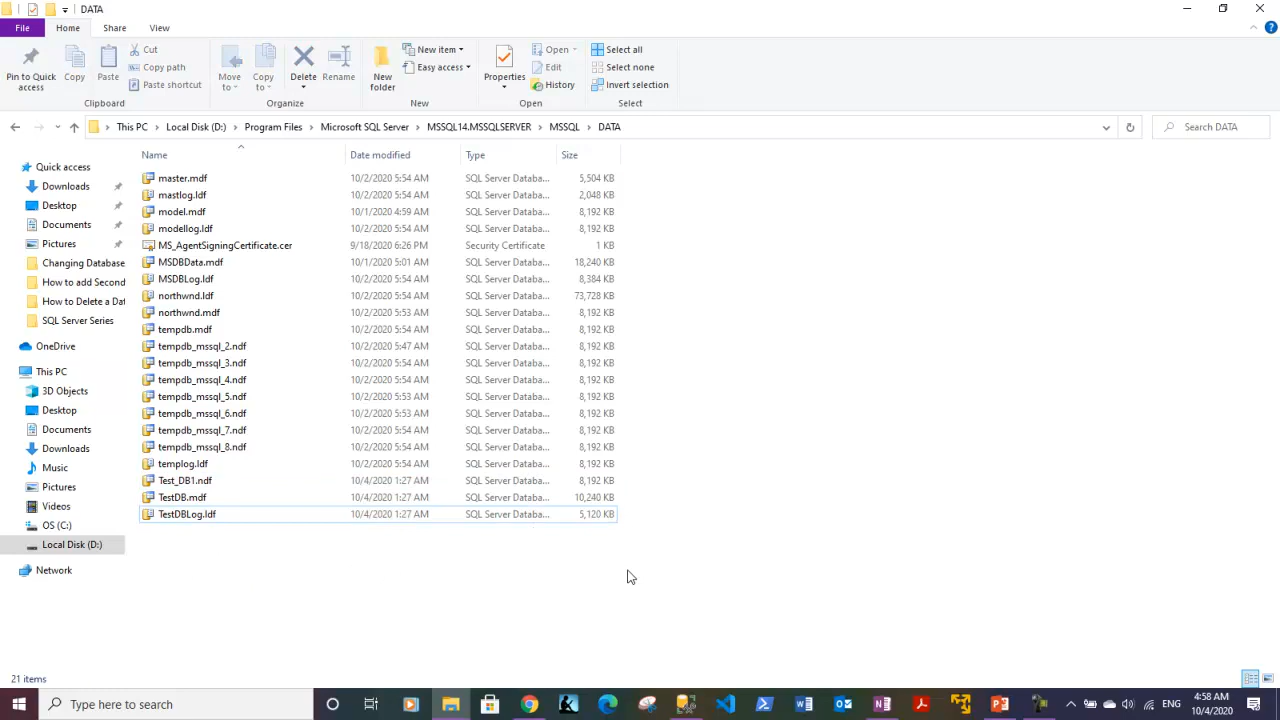 DATA
File Home Share View
Pin to Quick access
Copy
Paste
Cut
Copy path
Paste shortcut
Clipboard
Move to
Copy to
Delete
Rename
Organize
New folder
New item
Easy access
New
Properties
Open
Edit
History
Open
Select all
Select none
Invert selection
Select
This PC > Local Disk (D:) > Program Files > Microsoft SQL Server > MSSQL14.MSSQLSERVER > MSSQL > DATA
Search DATA
Quick access
Downloads
Desktop
Documents
Pictures
Changing Database
How to add Second
How to Delete a Dat
SQL Server Series
OneDrive
This PC
3D Objects
Desktop
Documents
Downloads
Music
Pictures
Videos
OS (C:)
Local Disk (D:)
Network
Name Date modified Type Size
master.mdf 10/2/2020 5:54 AM SQL Server Databa... 5,504 KB
mastlog.ldf 10/2/2020 5:54 AM SQL Server Databa... 2,048 KB
model.mdf 10/1/2020 4:59 AM SQL Server Databa... 8,192 KB
modellog.ldf 10/2/2020 5:54 AM SQL Server Databa... 8,192 KB
MS_AgentSigningCertificate.cer 9/18/2020 6:26 PM Security Certificate 1 KB
MSDBData.mdf 10/1/2020 5:01 AM SQL Server Databa... 18,240 KB
MSDBLog.ldf 10/2/2020 5:54 AM SQL Server Databa... 8,384 KB
northwnd.ldf 10/2/2020 5:54 AM SQL Server Databa... 73,728 KB
northwnd.mdf 10/2/2020 5:53 AM SQL Server Databa... 8,192 KB
tempdb.mdf 10/2/2020 5:54 AM SQL Server Databa... 8,192 KB
tempdb_mssql_2.ndf 10/2/2020 5:47 AM SQL Server Databa... 8,192 KB
tempdb_mssql_3.ndf 10/2/2020 5:54 AM SQL Server Databa... 8,192 KB
tempdb_mssql_4.ndf 10/2/2020 5:54 AM SQL Server Databa... 8,192 KB
tempdb_mssql_5.ndf 10/2/2020 5:53 AM SQL Server Databa... 8,192 KB
tempdb_mssql_6.ndf 10/2/2020 5:53 AM SQL Server Databa... 8,192 KB
tempdb_mssql_7.ndf 10/2/2020 5:54 AM SQL Server Databa... 8,192 KB
tempdb_mssql_8.ndf 10/2/2020 5:54 AM SQL Server Databa... 8,192 KB
templog.ldf 10/2/2020 5:54 AM SQL Server Databa... 8,192 KB
Test_DB1.ndf 10/4/2020 1:27 AM SQL Server Databa... 8,192 KB
TestDB.mdf 10/4/2020 1:27 AM SQL Server Databa... 10,240 KB
TestDBLog.ldf 10/4/2020 1:27 AM SQL Server Databa... 5,120 KB
21 items
Type here to search
ENG
4:58 AM
10/4/2020